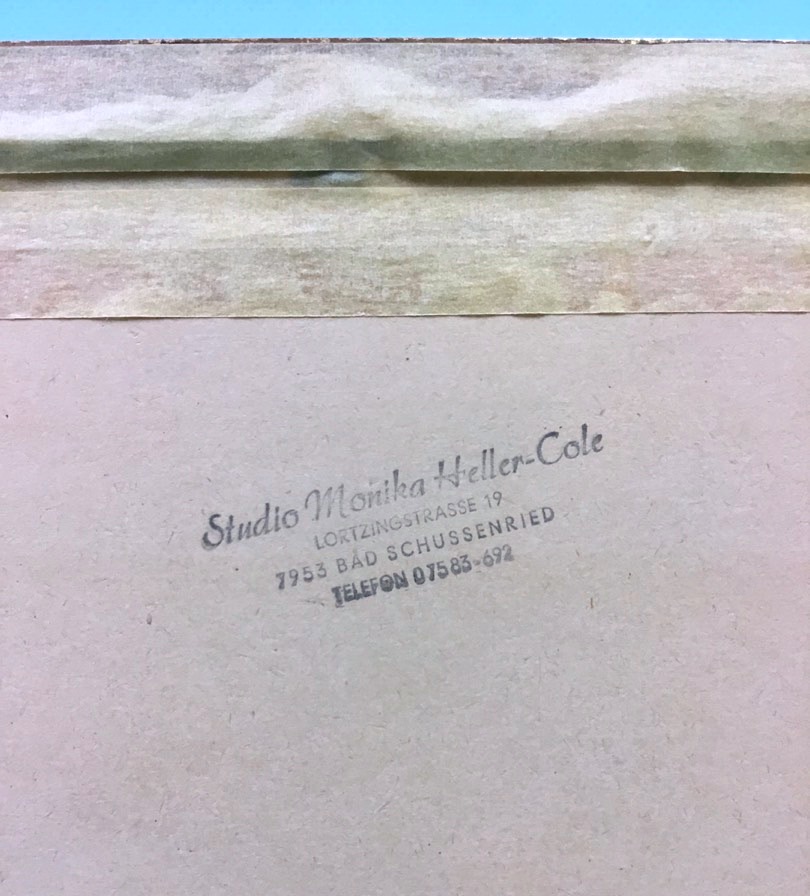 Studio Monika Heller-Cole
LORTZINGSTRASSE 19
7953 BAD SCHUSSENRIED
TELEFON 07583-692